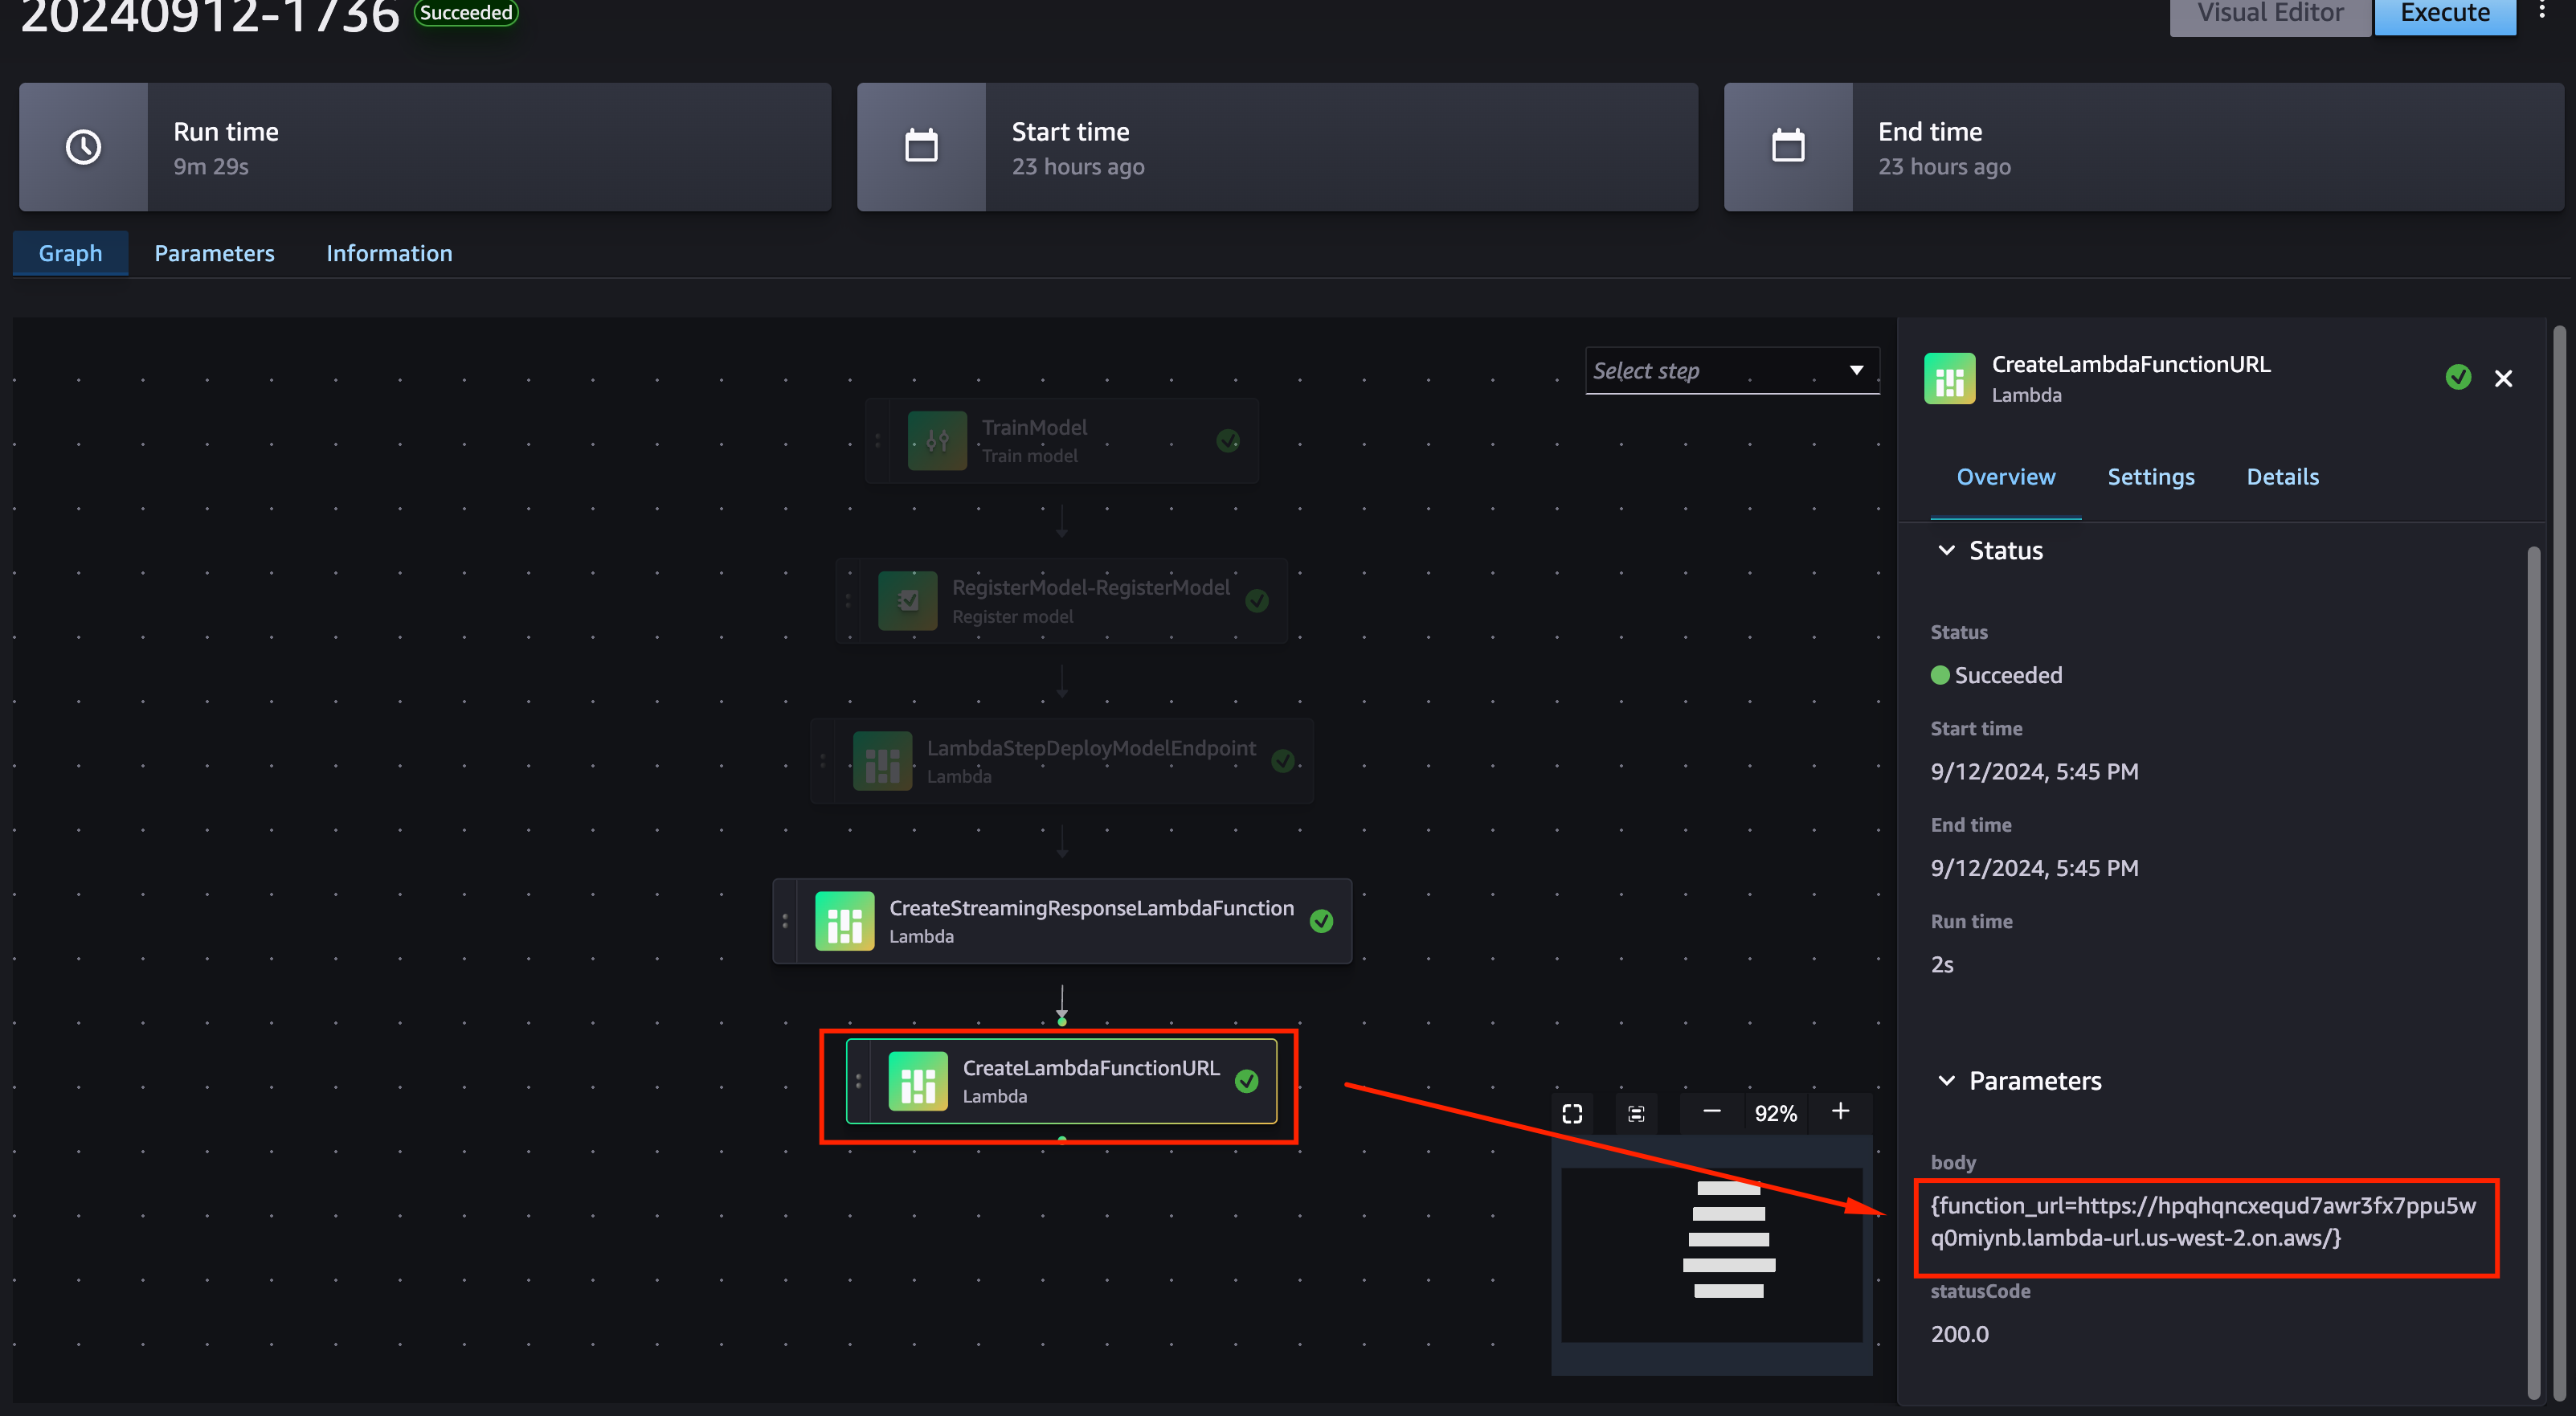 20240912-1736
Succeeded
Visual Editor
Execute
Run time
9m 29s
Start time
23 hours ago
End time
23 hours ago
Graph
Parameters
Information
Select step
TrainModel
Train model
RegisterModel-RegisterModel
Register model
LambdaStepDeployModelEndpoint
Lambda
CreateStreamingResponseLambdaFunction
Lambda
CreateLambdaFunctionURL
Lambda
92%
CreateLambdaFunctionURL
Lambda
Overview
Settings
Details
Status
Status
Succeeded
Start time
9/12/2024, 5:45 PM
End time
9/12/2024, 5:45 PM
Run time
2s
Parameters
body
{function_url=https://hpqhqncxequd7awr3fx7ppu5w
q0miynb.lambda-url.us-west-2.on.aws/}
statusCode
200.0